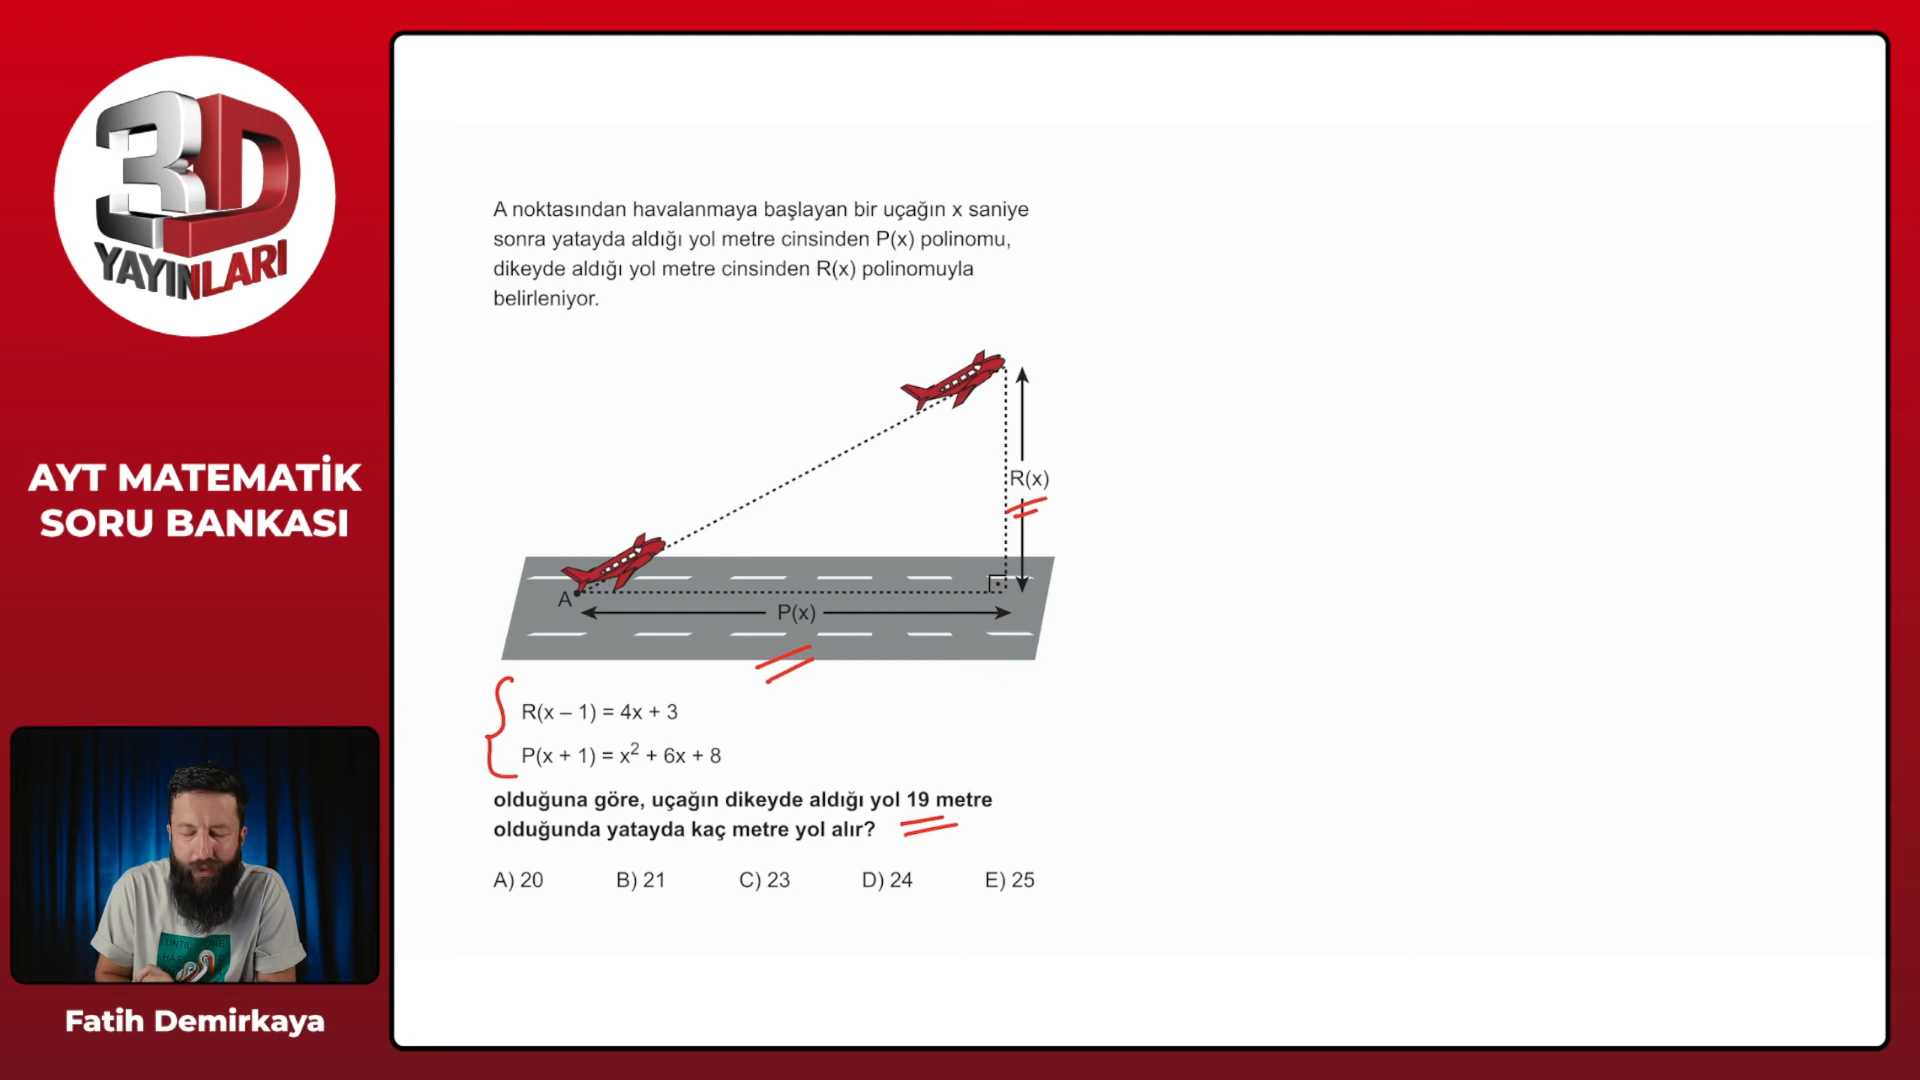 3D
YAYINLARI
AYT MATEMATİK
SORU BANKASI
Fatih Demirkaya
A noktasından havalanmaya başlayan bir uçağın x saniye
sonra yatayda aldığı yol metre cinsinden P(x) polinomu,
dikeyde aldığı yol metre cinsinden R(x) polinomuyla
belirleniyor.
R(x)
A
P(x)
R(x – 1) = 4x + 3
P(x + 1) = x² + 6x + 8
olduğuna göre, uçağın dikeyde aldığı yol 19 metre
olduğunda yatayda kaç metre yol alır?
A) 20 B) 21 C) 23 D) 24 E) 25